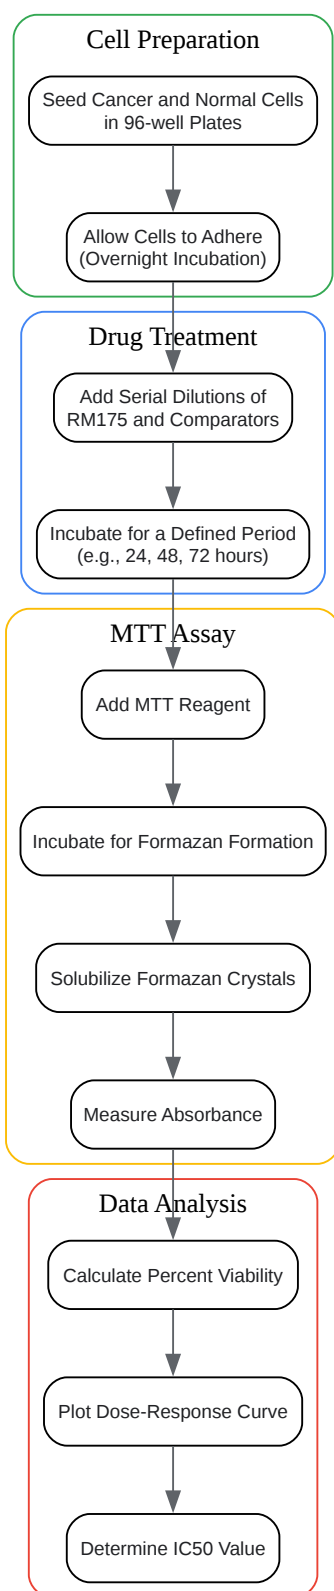 Cell Preparation
Seed Cancer and Normal Cells
in 96-well Plates
Allow Cells to Adhere
(Overnight Incubation)
Drug Treatment
Add Serial Dilutions of
RM175 and Comparators
Incubate for a Defined Period
(e.g., 24, 48, 72 hours)
MTT Assay
Add MTT Reagent
Incubate for Formazan Formation
Solubilize Formazan Crystals
Measure Absorbance
Data Analysis
Calculate Percent Viability
Plot Dose-Response Curve
Determine IC50 Value